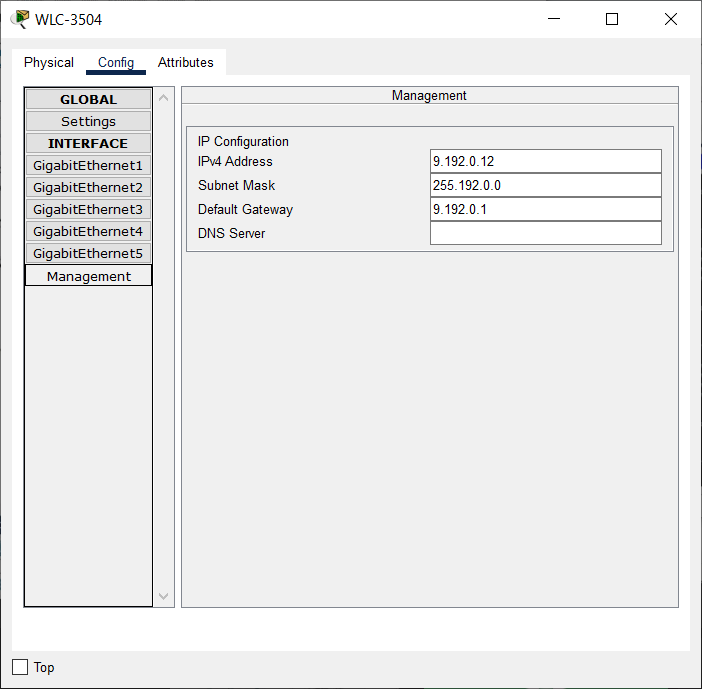 WLC-3504
Physical Config Attributes
GLOBAL
Settings
INTERFACE
GigabitEthernet1
GigabitEthernet2
GigabitEthernet3
GigabitEthernet4
GigabitEthernet5
Management
Management
IP Configuration
IPv4 Address 9.192.0.12
Subnet Mask 255.192.0.0
Default Gateway 9.192.0.1
DNS Server
Top